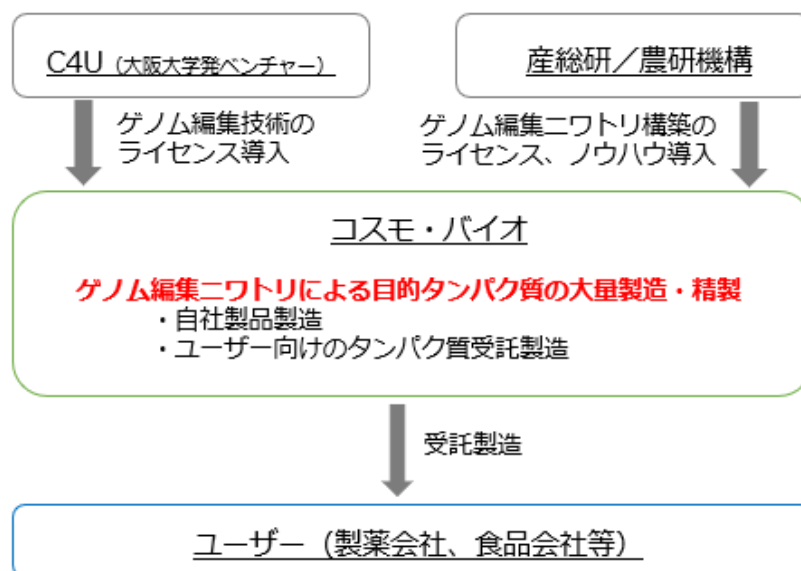 C4U（大阪大学発ベンチャー）
産総研／農研機構
ゲノム編集技術の
ライセンス導入
ゲノム編集ニワトリ構築の
ライセンス、ノウハウ導入
コスモ・バイオ
ゲノム編集ニワトリによる目的タンパク質の大量製造・精製
・自社製品製造
・ユーザー向けのタンパク質受託製造
受託製造
ユーザー（製薬会社、食品会社等）